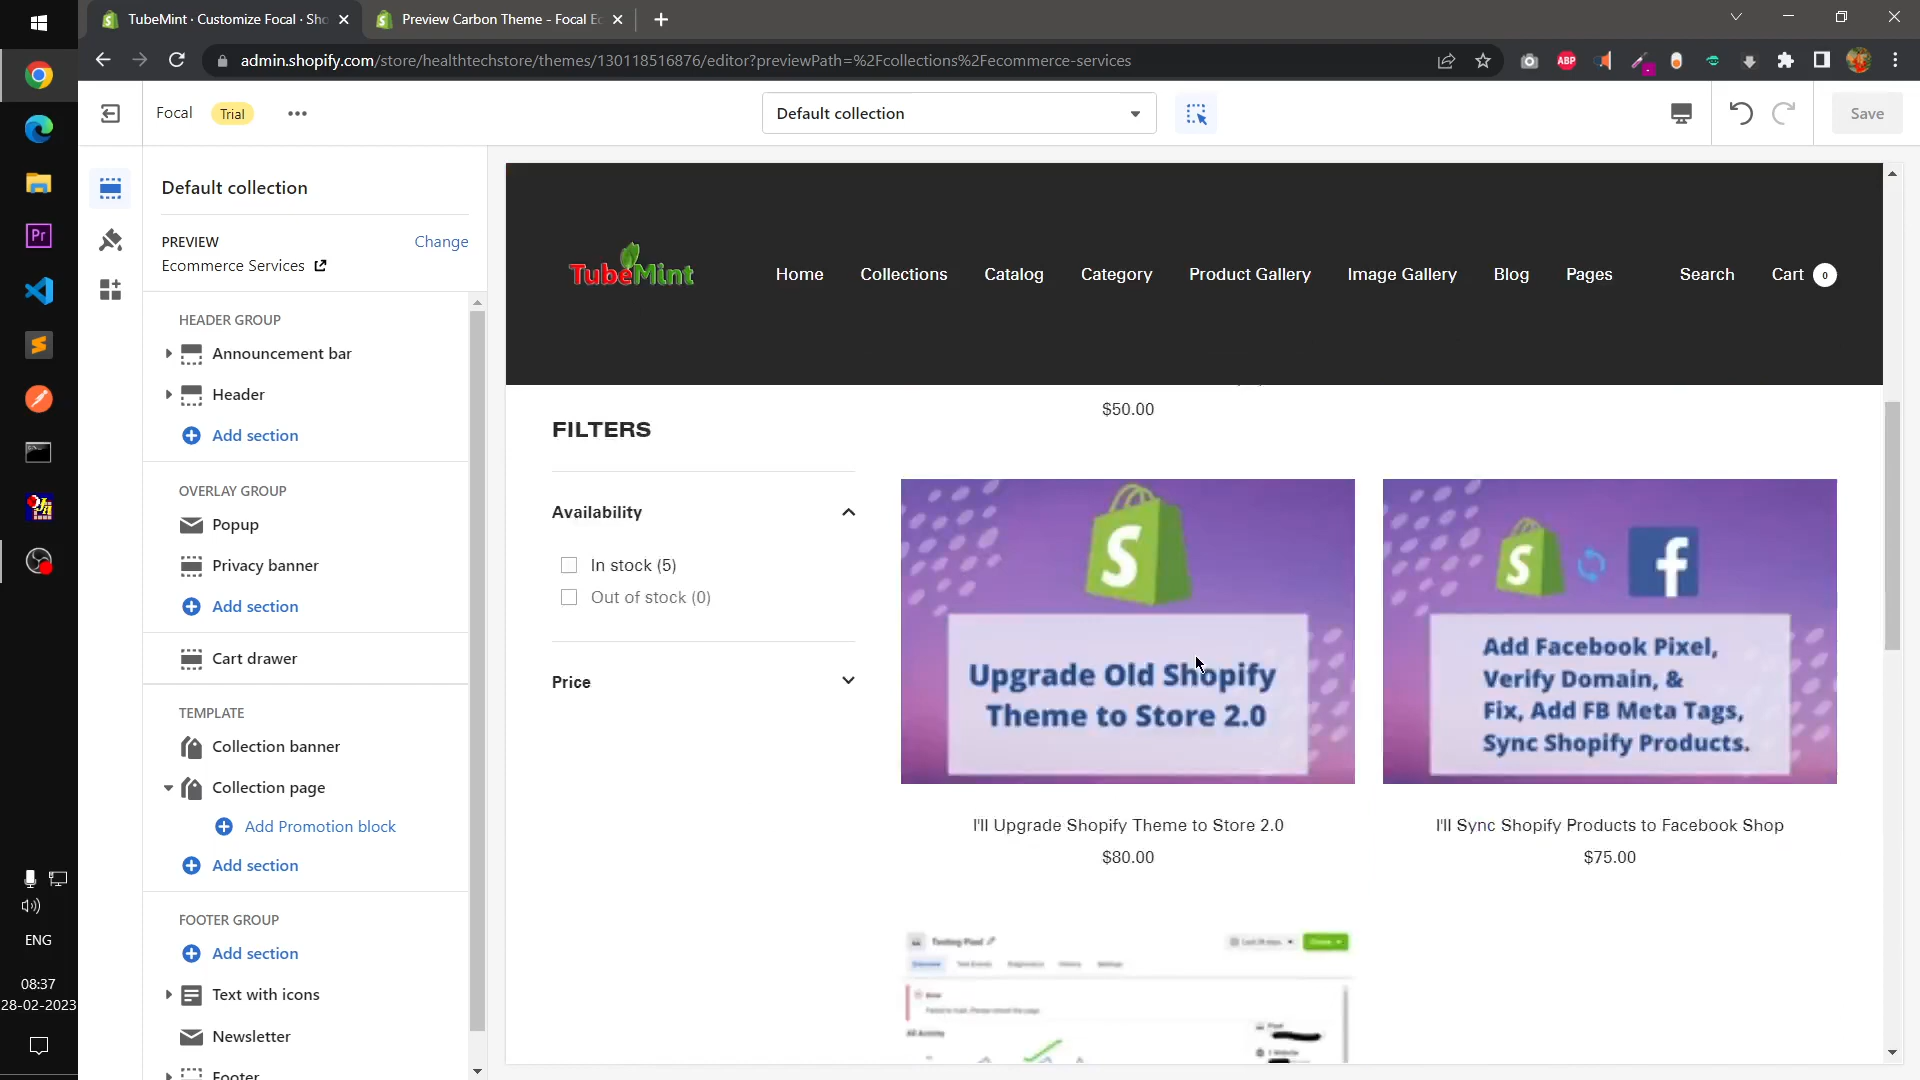 TubeMint · Customize Focal · Sho
Preview Carbon Theme - Focal Ec
admin.shopify.com/store/healthtechstore/themes/130118516876/editor?previewPath=%2Fcollections%2Fecommerce-services
ABP
Focal
Trial
Default collection
Save
Default collection
PREVIEW
Change
Ecommerce Services
HEADER GROUP
Announcement bar
Header
Add section
OVERLAY GROUP
Popup
Privacy banner
Add section
Cart drawer
TEMPLATE
Collection banner
Collection page
Add Promotion block
Add section
FOOTER GROUP
Add section
Text with icons
Newsletter
Footer
TubeMint
Home
Collections
Catalog
Category
Product Gallery
Image Gallery
Blog
Pages
Search
Cart
0
$50.00
FILTERS
Availability
In stock (5)
Out of stock (0)
Price
Upgrade Old Shopify
Theme to Store 2.0
Add Facebook Pixel,
Verify Domain, &
Fix, Add FB Meta Tags,
Sync Shopify Products.
I'll Upgrade Shopify Theme to Store 2.0
$80.00
I'll Sync Shopify Products to Facebook Shop
$75.00
Testing Pixel
Pr
ENG
08:37
28-02-2023